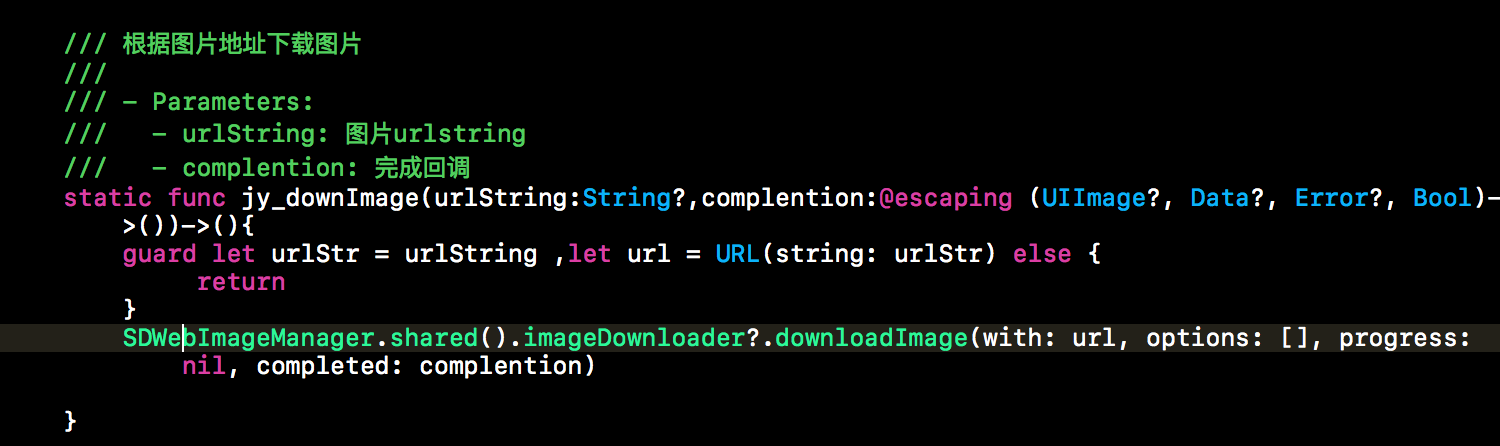 /// 根据图片地址下载图片
///
/// - Parameters:
///   - urlString: 图片urlstring
///   - complention: 完成回调
static func jy_downImage(urlString:String?,complention:@escaping (UIImage?, Data?, Error?, Bool)-
>())->(){
guard let urlStr = urlString ,let url = URL(string: urlStr) else {
return
}
SDWebImageManager.shared().imageDownloader?.downloadImage(with: url, options: [], progress:
nil, completed: complention)
}